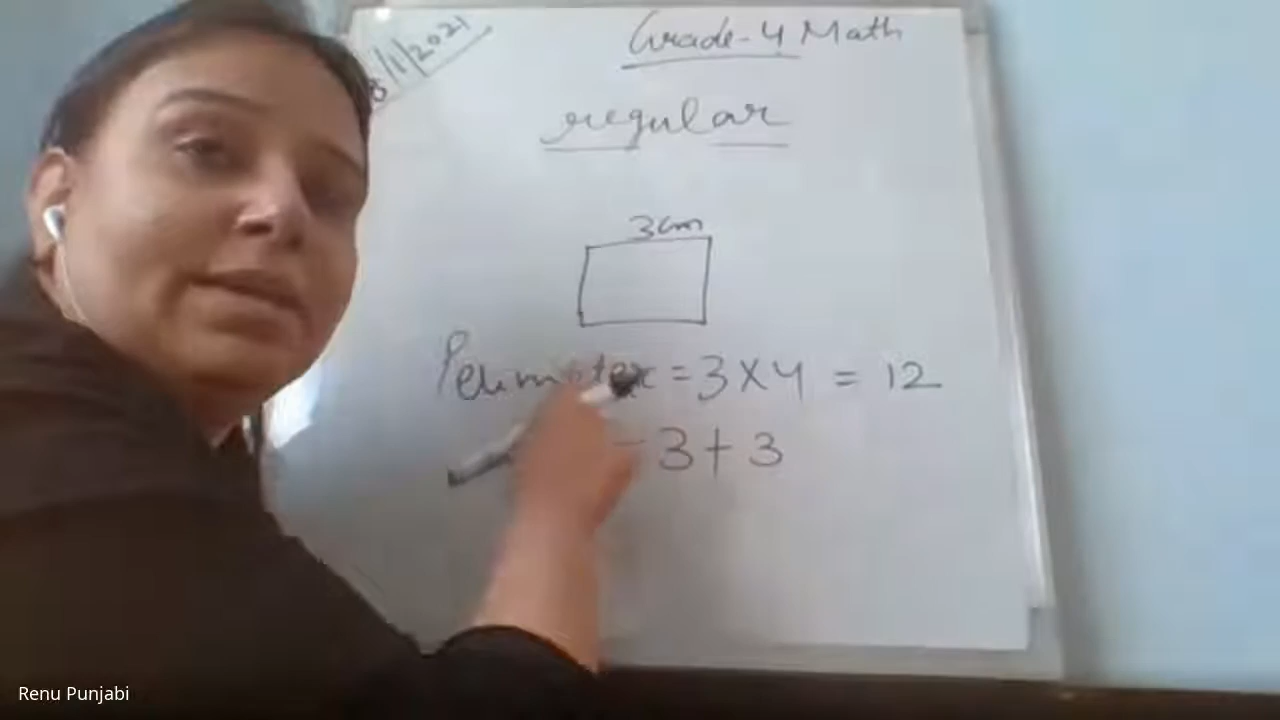 8/1/2021
Grade-4 Math
regular
3cm
Perimeter = 3 X 4 = 12
= 3 + 3
Renu Punjabi